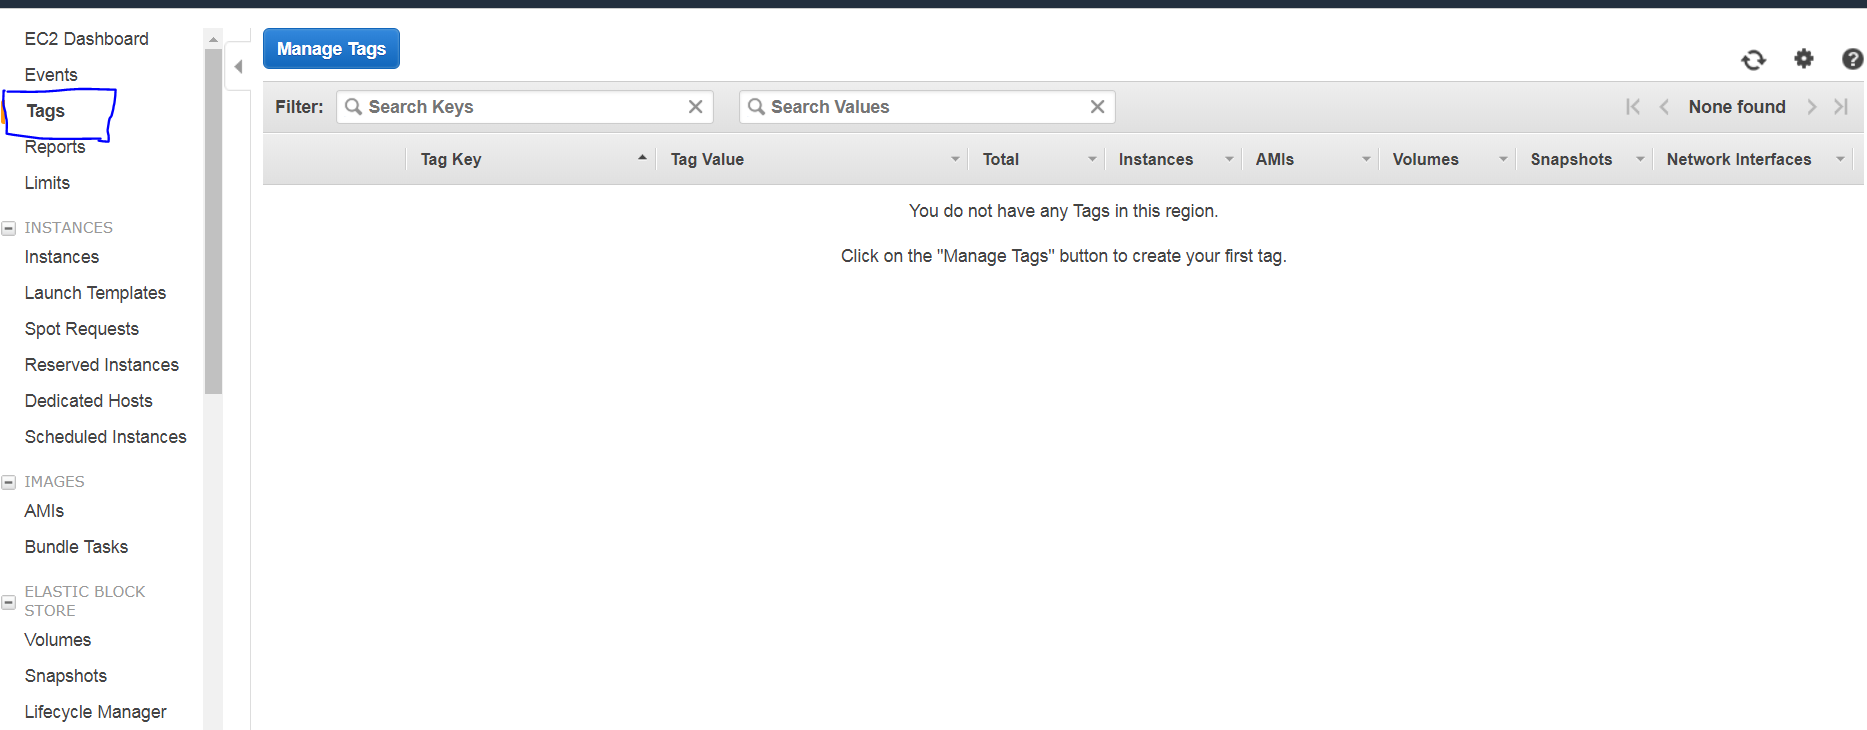 EC2 Dashboard
Events
Tags
Reports
Limits
INSTANCES
Instances
Launch Templates
Spot Requests
Reserved Instances
Dedicated Hosts
Scheduled Instances
IMAGES
AMIs
Bundle Tasks
ELASTIC BLOCK
STORE
Volumes
Snapshots
Lifecycle Manager
Manage Tags
Filter: Search Keys Search Values None found
Tag Key Tag Value Total Instances AMIs Volumes Snapshots Network Interfaces
You do not have any Tags in this region.
Click on the "Manage Tags" button to create your first tag.